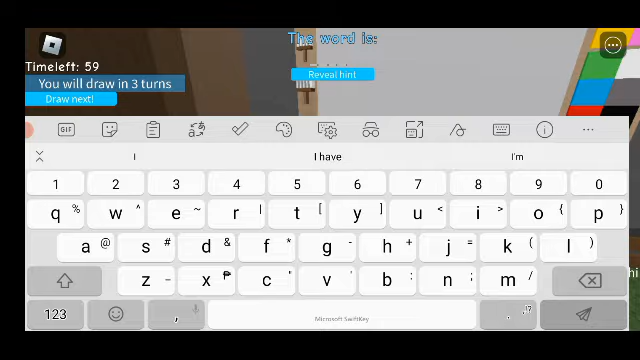 The word is:
Timeleft: 59
You will draw in 3 turns
Reveal hint
Draw next!
GIF
I I have I'm
1 2 3 4 5 6 7 8 9 0
q % w ^ e ~ r | t [ y ] u < i > o { p }
a @ s # d & f * g - h + j = k ( l )
z _ x ₱ c " v ' b : n ; m /
hi
123 , Microsoft SwiftKey . ,!?